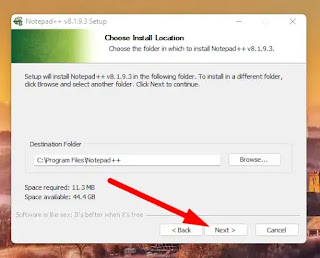 Notepad++ v8.1.9.3 Setup
Choose Install Location
Choose the folder in which to install Notepad++ v8.1.9.3.
Setup will install Notepad++ v8.1.9.3 in the following folder. To install in a different folder,
click Browse and select another folder. Click Next to continue.
Destination Folder
C:\Program Files\Notepad++
Browse...
Space required: 11.3 MB
Space available: 44.4 GB
Software is like sex: It's better when it's free
< Back
Next >
Cancel